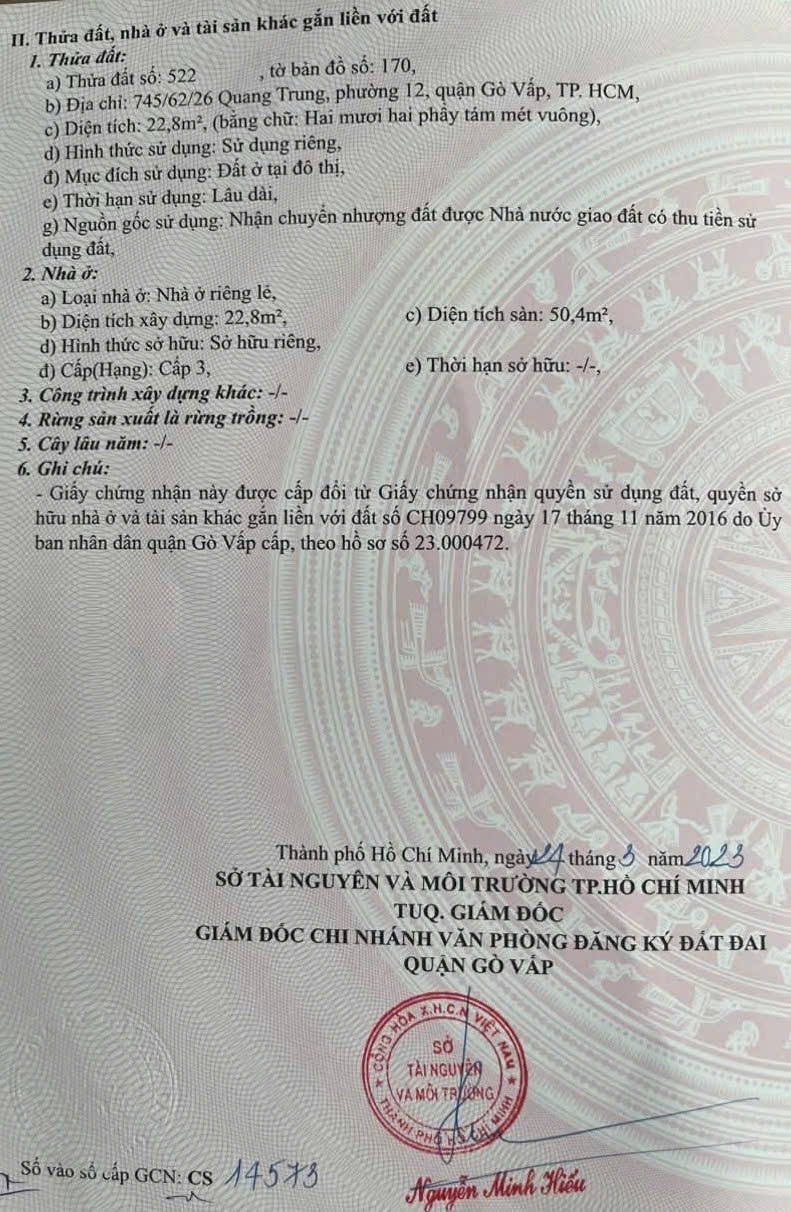 II. Thửa đất, nhà ở và tài sản khác gắn liền với đất
1. Thửa đất:
a) Thửa đất số: 522 , tờ bản đồ số: 170,
b) Địa chỉ: 745/62/26 Quang Trung, phường 12, quận Gò Vấp, TP. HCM,
c) Diện tích: 22,8m², (bằng chữ: Hai mươi hai phẩy tám mét vuông),
d) Hình thức sử dụng: Sử dụng riêng,
đ) Mục đích sử dụng: Đất ở tại đô thị,
e) Thời hạn sử dụng: Lâu dài,
g) Nguồn gốc sử dụng: Nhận chuyển nhượng đất được Nhà nước giao đất có thu tiền sử
dụng đất,
2. Nhà ở:
a) Loại nhà ở: Nhà ở riêng lẻ,
b) Diện tích xây dựng: 22,8m², c) Diện tích sàn: 50,4m²,
d) Hình thức sở hữu: Sở hữu riêng,
đ) Cấp(Hạng): Cấp 3, e) Thời hạn sở hữu: -/-,
3. Công trình xây dựng khác: -/-
4. Rừng sản xuất là rừng trồng: -/-
5. Cây lâu năm: -/-
6. Ghi chú:
- Giấy chứng nhận này được cấp đổi từ Giấy chứng nhận quyền sử dụng đất, quyền sở
hữu nhà ở và tài sản khác gắn liền với đất số CH09799 ngày 17 tháng 11 năm 2016 do Ủy
ban nhân dân quận Gò Vấp cấp, theo hồ sơ số 23.000472.
Thành phố Hồ Chí Minh, ngày 24 tháng 3 năm 2023
SỞ TÀI NGUYÊN VÀ MÔI TRƯỜNG TP.HỒ CHÍ MINH
TUQ. GIÁM ĐỐC
GIÁM ĐỐC CHI NHÁNH VĂN PHÒNG ĐĂNG KÝ ĐẤT ĐAI
QUẬN GÒ VẤP
CỘNG HÒA X.H.C.N VIỆT NAM
SỞ
TÀI NGUYÊN
VÀ MÔI TRƯỜNG
THÀNH PHỐ HỒ CHÍ MINH
Số vào sổ cấp GCN: CS 14573
Nguyễn Minh Hiếu